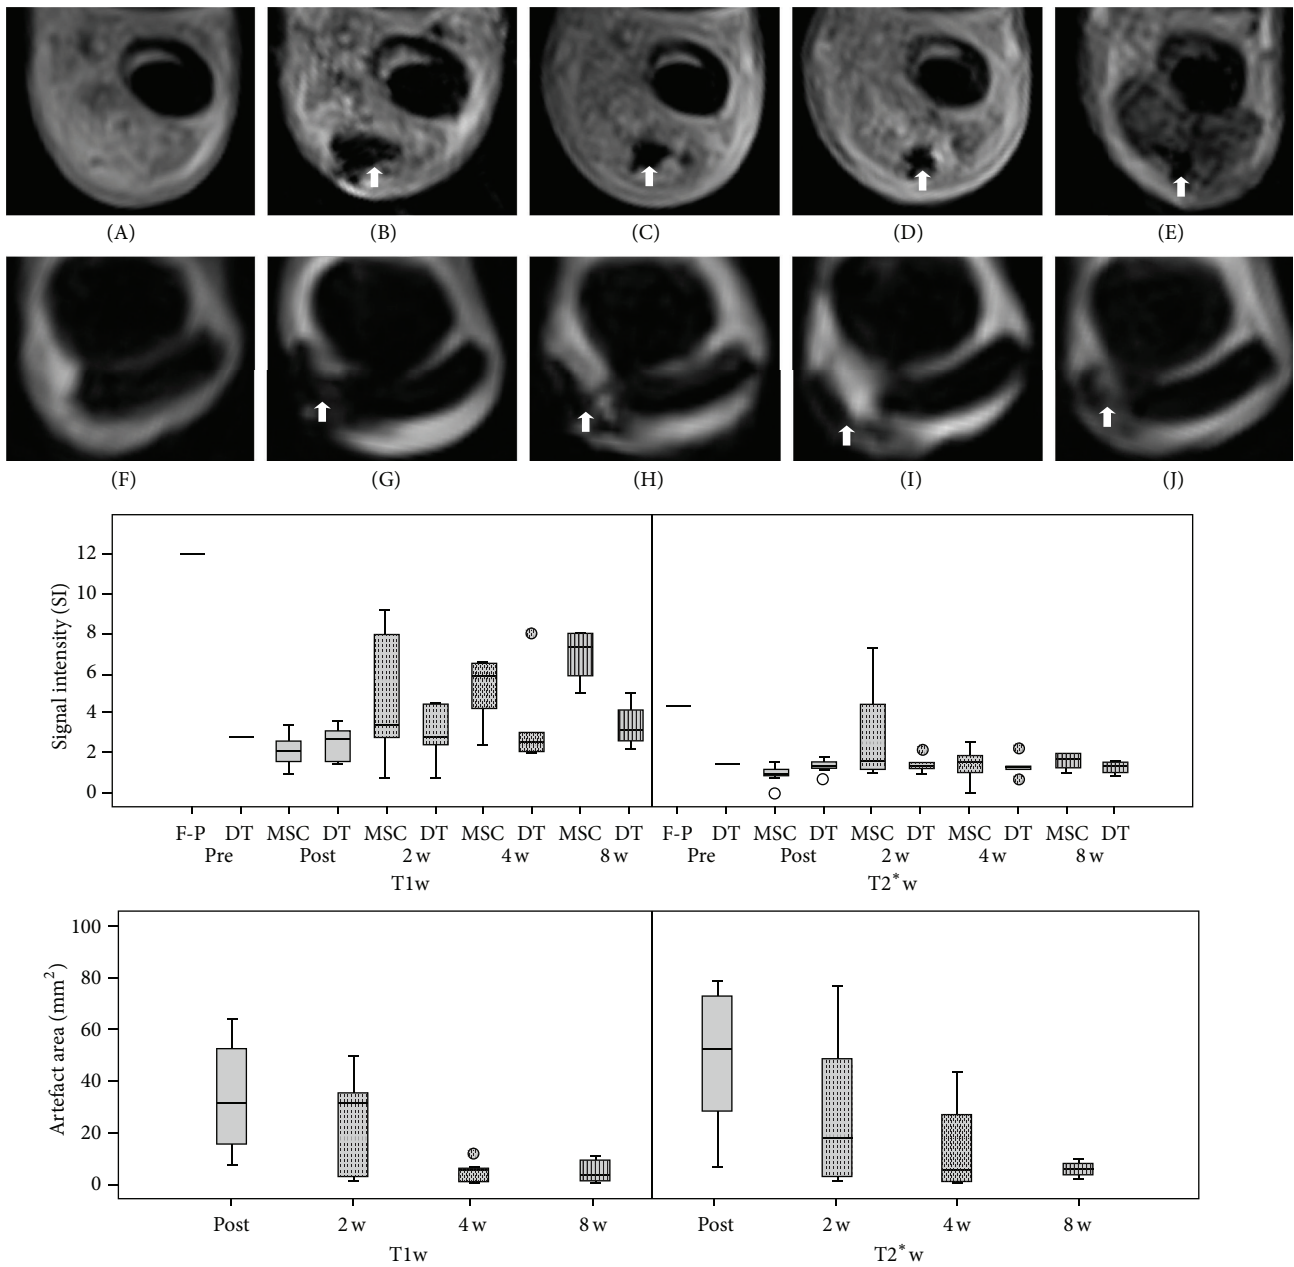 (A) (B) (C) (D) (E)
(F) (G) (H) (I) (J)
Signal intensity (SI)
12
10
8
6
4
2
0
F-P DT MSC DT MSC DT MSC DT MSC DT F-P DT MSC DT MSC DT MSC DT MSC DT
Pre Post 2 w 4 w 8 w Pre Post 2 w 4 w 8 w
T1w T2*w
Artefact area (mm²)
100
80
60
40
20
0
Post 2 w 4 w 8 w Post 2 w 4 w 8 w
T1w T2*w